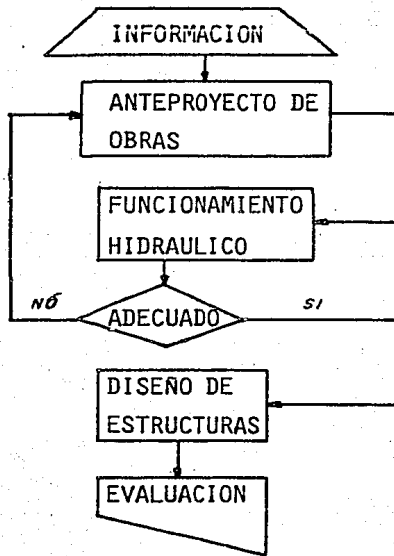 INFORMACION
ANTEPROYECTO DE
OBRAS
FUNCIONAMIENTO
HIDRAULICO
NÓ
ADECUADO
SI
DISEÑO DE
ESTRUCTURAS
EVALUACION